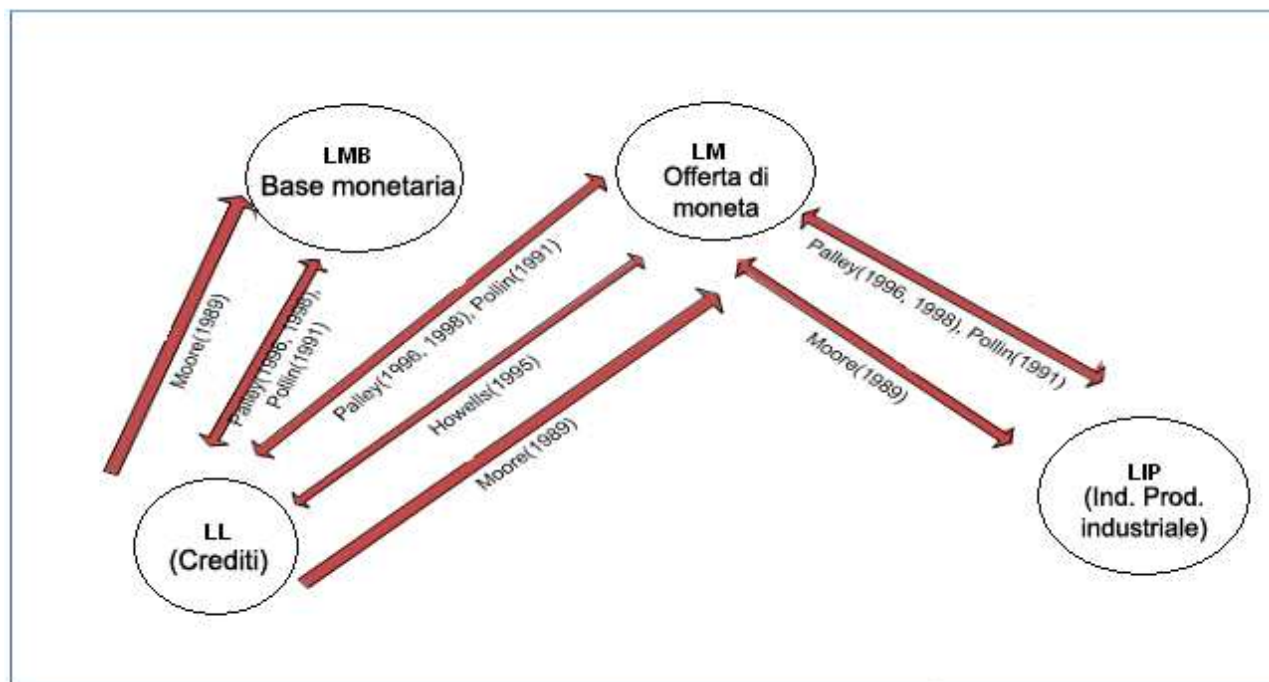 LMB
Base monetaria
LM
Offerta di
moneta
Moore(1989)
Palley(1996, 1998),
Pollin(1991)
Palley(1996, 1998), Pollin(1991)
Howells(1995)
Moore(1989)
Palley(1996, 1998), Pollin(1991)
Moore(1989)
LL
(Crediti)
LIP
(Ind. Prod.
industriale)